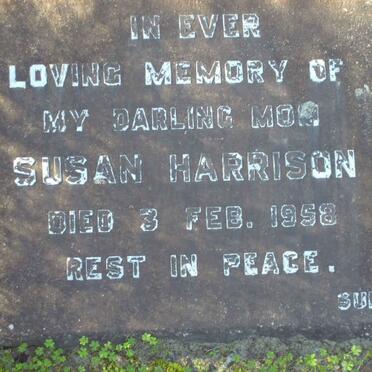 IN EVER
LOVING MEMORY OF
MY DARLING MOM
SUSAN HARRISON
DIED 3 FEB. 1958
REST IN PEACE.